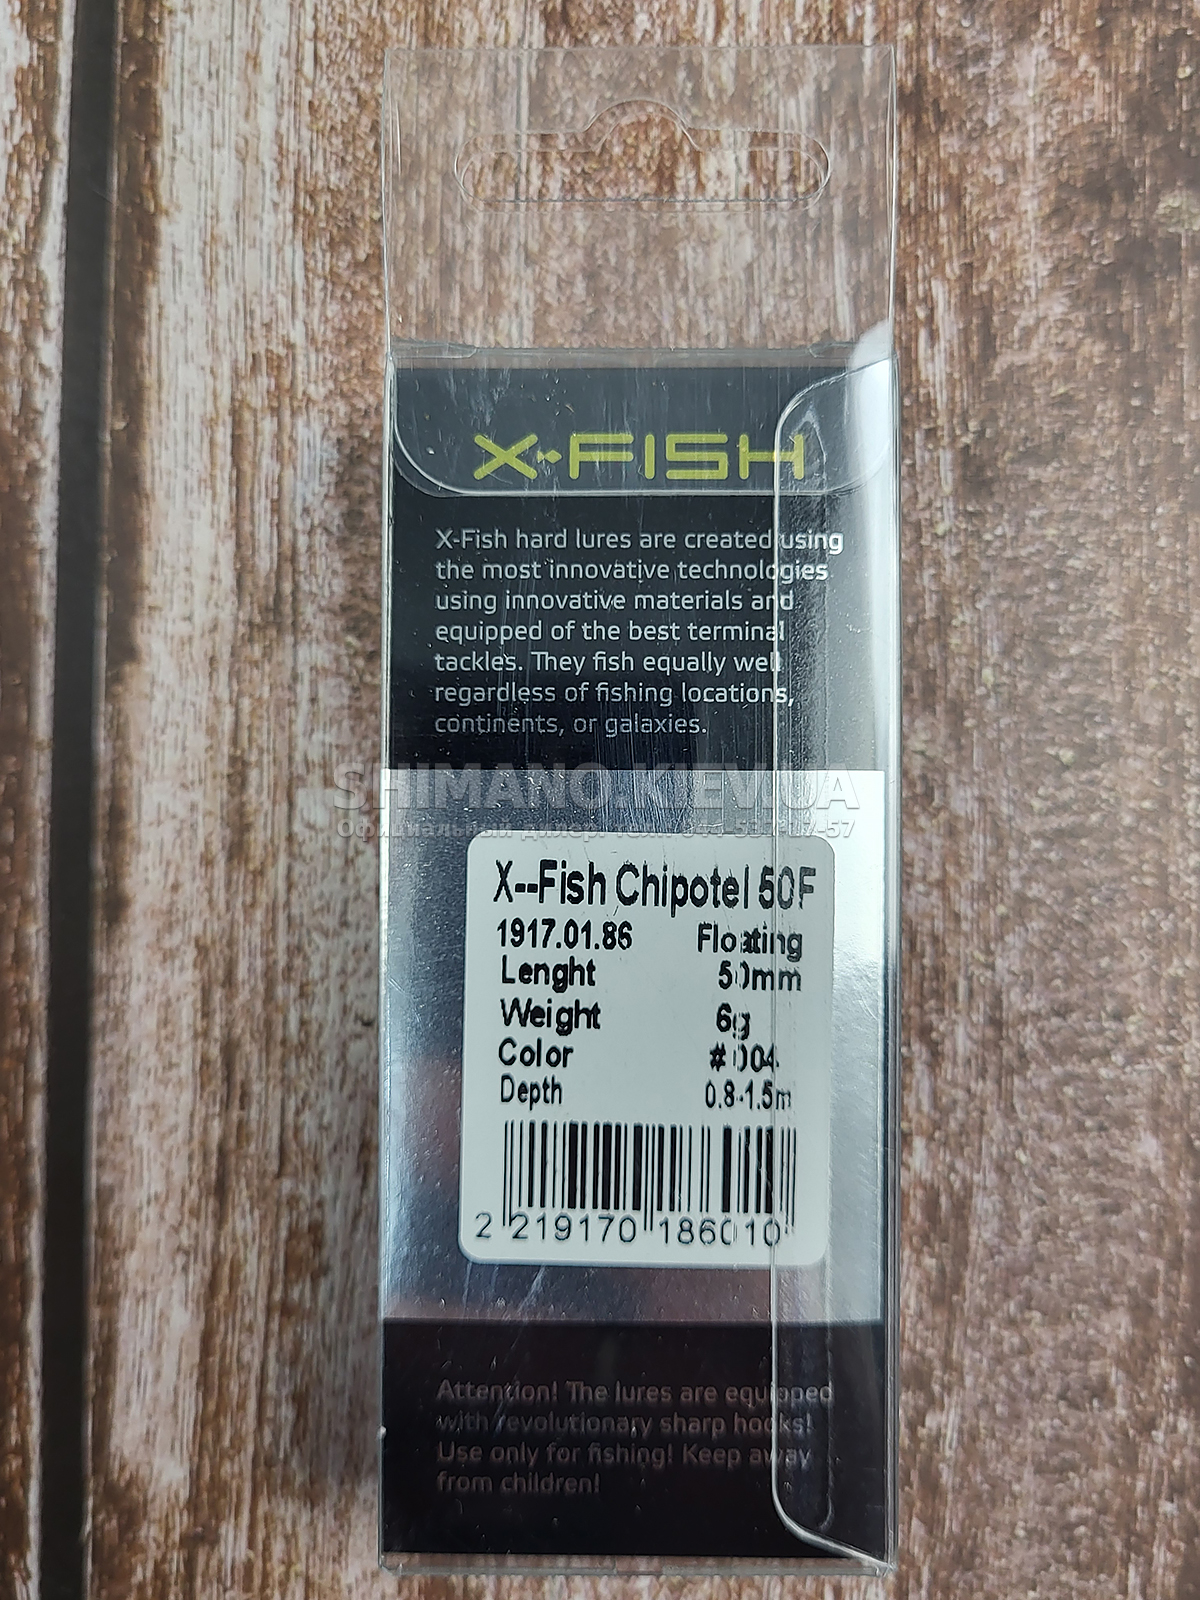 X-FISH
X-Fish hard lures are created using
the most innovative technologies
using innovative materials and
equipped of the best terminal
tackles. They fish equally well
regardless of fishing locations,
continents, or galaxies.
SHIMANO.KIEV.UA
Официальный дилер.
X--Fish Chipotel 50F
1917.01.86 Floating
Lenght 50mm
Weight 6g
Color #004
Depth 0.8-1.5m
2 219170 186010
Attention! The lures are equipped
with revolutionary sharp hooks!
Use only for fishing! Keep away
from children!